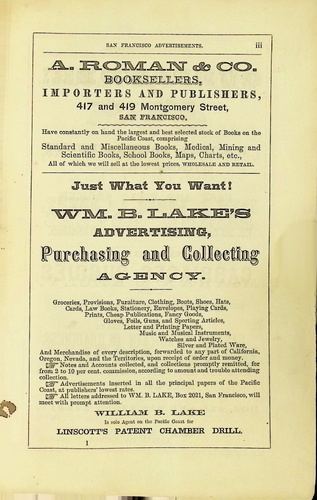 SAN FRANCISCO ADVERTISEMENTS. iii
A. ROMAN & CO.
BOOKSELLERS,
IMPORTERS AND PUBLISHERS,
417 and 419 Montgomery Street,
SAN FRANCISCO.
Have constantly on hand the largest and best selected stock of Books on the
Pacific Coast, comprising
Standard and Miscellaneous Books, Medical, Mining and
Scientific Books, School Books, Maps, Charts, etc.,
All of which we will sell at the lowest prices, WHOLESALE AND RETAIL.
Just What You Want!
WM. B. LAKE'S
ADVERTISING,
Purchasing and Collecting
AGENCY.
Groceries, Provisions, Furniture, Clothing, Boots, Shoes, Hats,
Cards, Law Books, Stationery, Envelopes, Playing Cards,
Prints, Cheap Publications, Fancy Goods,
Gloves, Foils, Guns, and Sporting Articles,
Letter and Printing Papers,
Music and Musical Instruments,
Watches and Jewelry,
Silver and Plated Ware,
And Merchandise of every description, forwarded to any part of California,
Oregon, Nevada, and the Territories, upon receipt of order and money.
☞ Notes and Accounts collected, and collections promptly remitted, for
from 2 to 10 per cent. commission, according to amount and trouble attending
collection.
☞ Advertisements inserted in all the principal papers of the Pacific
Coast, at publishers' lowest rates.
☞ All letters addressed to WM. B. LAKE, Box 2021, San Francisco, will
meet with prompt attention.
WILLIAM B. LAKE
Is sole Agent on the Pacific Coast for
LINSCOTT'S PATENT CHAMBER DRILL.
1